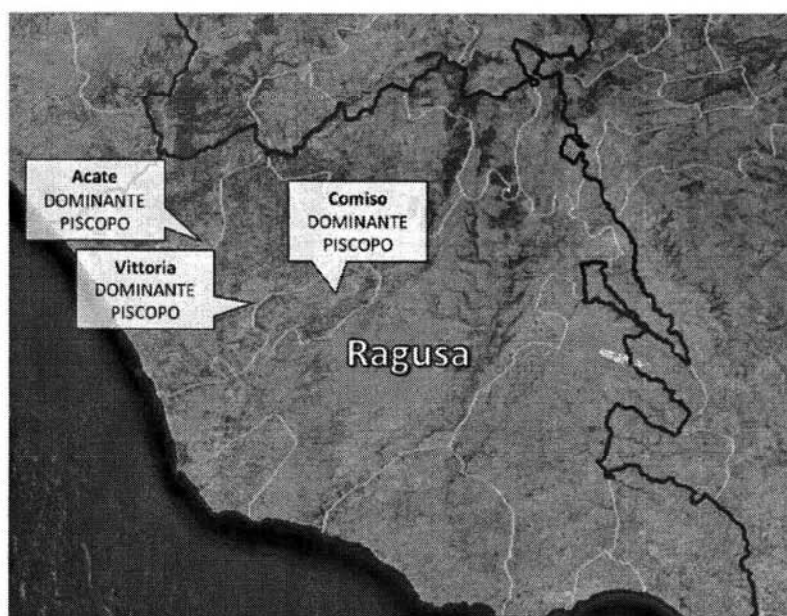 Acate
DOMINANTE
PISCOPO
Comiso
DOMINANTE
PISCOPO
Vittoria
DOMINANTE
PISCOPO
Ragusa